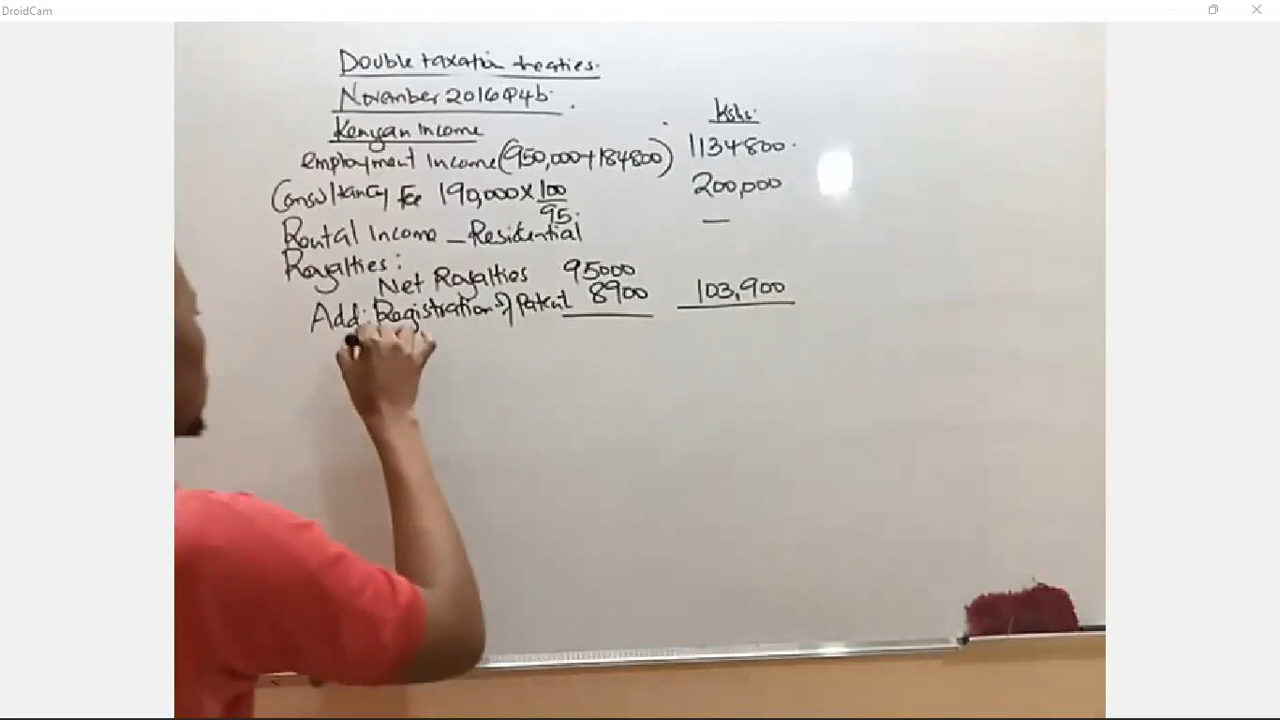 DroidCam
Double taxation treaties.
November 2016 Q4b.
Kshs.
Kenyan Income
employment Income (950,000+184800) 1134800.
Consultancy Fee 190,000 x 100/95. 200,000
Rental Income – Residential —
Royalties:
Net Royalties 95000
Add: Registration of Patent 8900 103,900